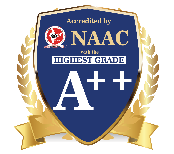 Accredited by
NAAC
with the
HIGHEST GRADE
A++